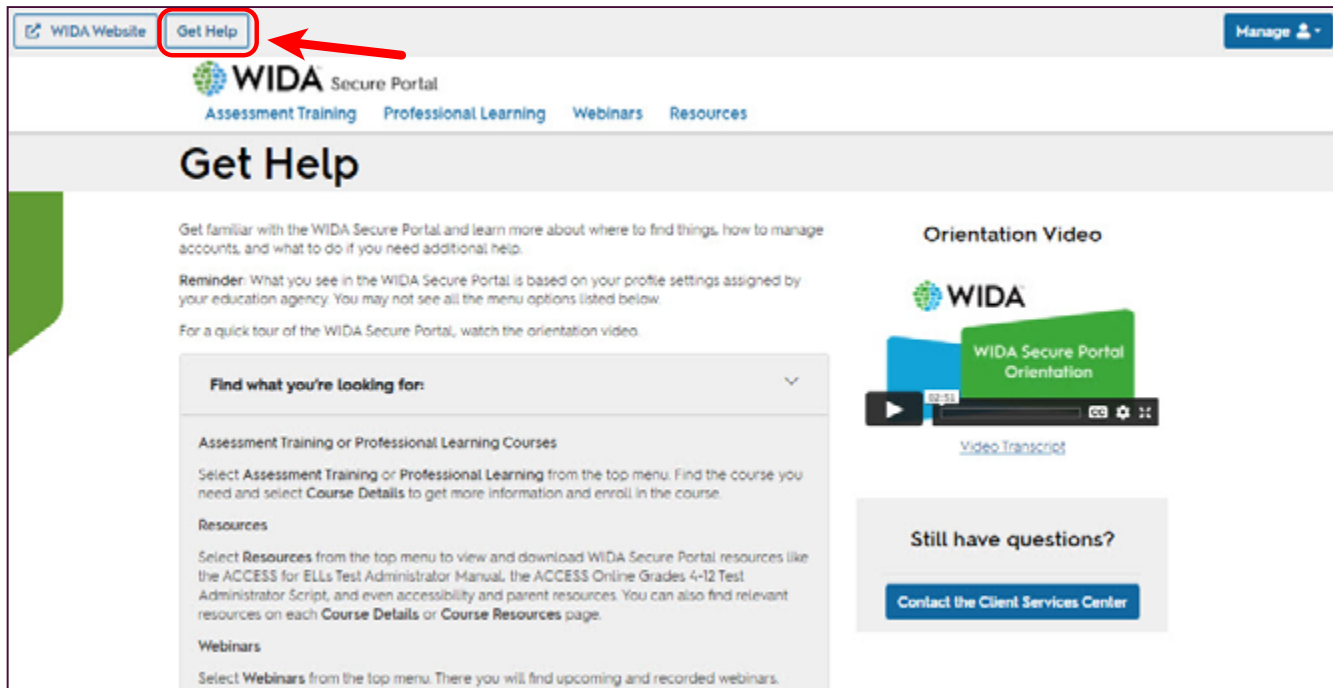 WIDA Website
Get Help
Manage
WIDA Secure Portal
Assessment Training
Professional Learning
Webinars
Resources
Get Help
Get familiar with the WIDA Secure Portal and learn more about where to find things, how to manage
accounts, and what to do if you need additional help.
Reminder: What you see in the WIDA Secure Portal is based on your profile settings assigned by
your education agency. You may not see all the menu options listed below.
For a quick tour of the WIDA Secure Portal, watch the orientation video.
Find what you're looking for:
Assessment Training or Professional Learning Courses
Select Assessment Training or Professional Learning from the top menu. Find the course you
need and select Course Details to get more information and enroll in the course.
Resources
Select Resources from the top menu to view and download WIDA Secure Portal resources like
the ACCESS for ELLs Test Administrator Manual, the ACCESS Online Grades 4-12 Test
Administrator Script, and even accessibility and parent resources. You can also find relevant
resources on each Course Details or Course Resources page.
Webinars
Select Webinars from the top menu. There you will find upcoming and recorded webinars.
Orientation Video
WIDA
WIDA Secure Portal
Orientation
02:51
CC
Video Transcript
Still have questions?
Contact the Client Services Center